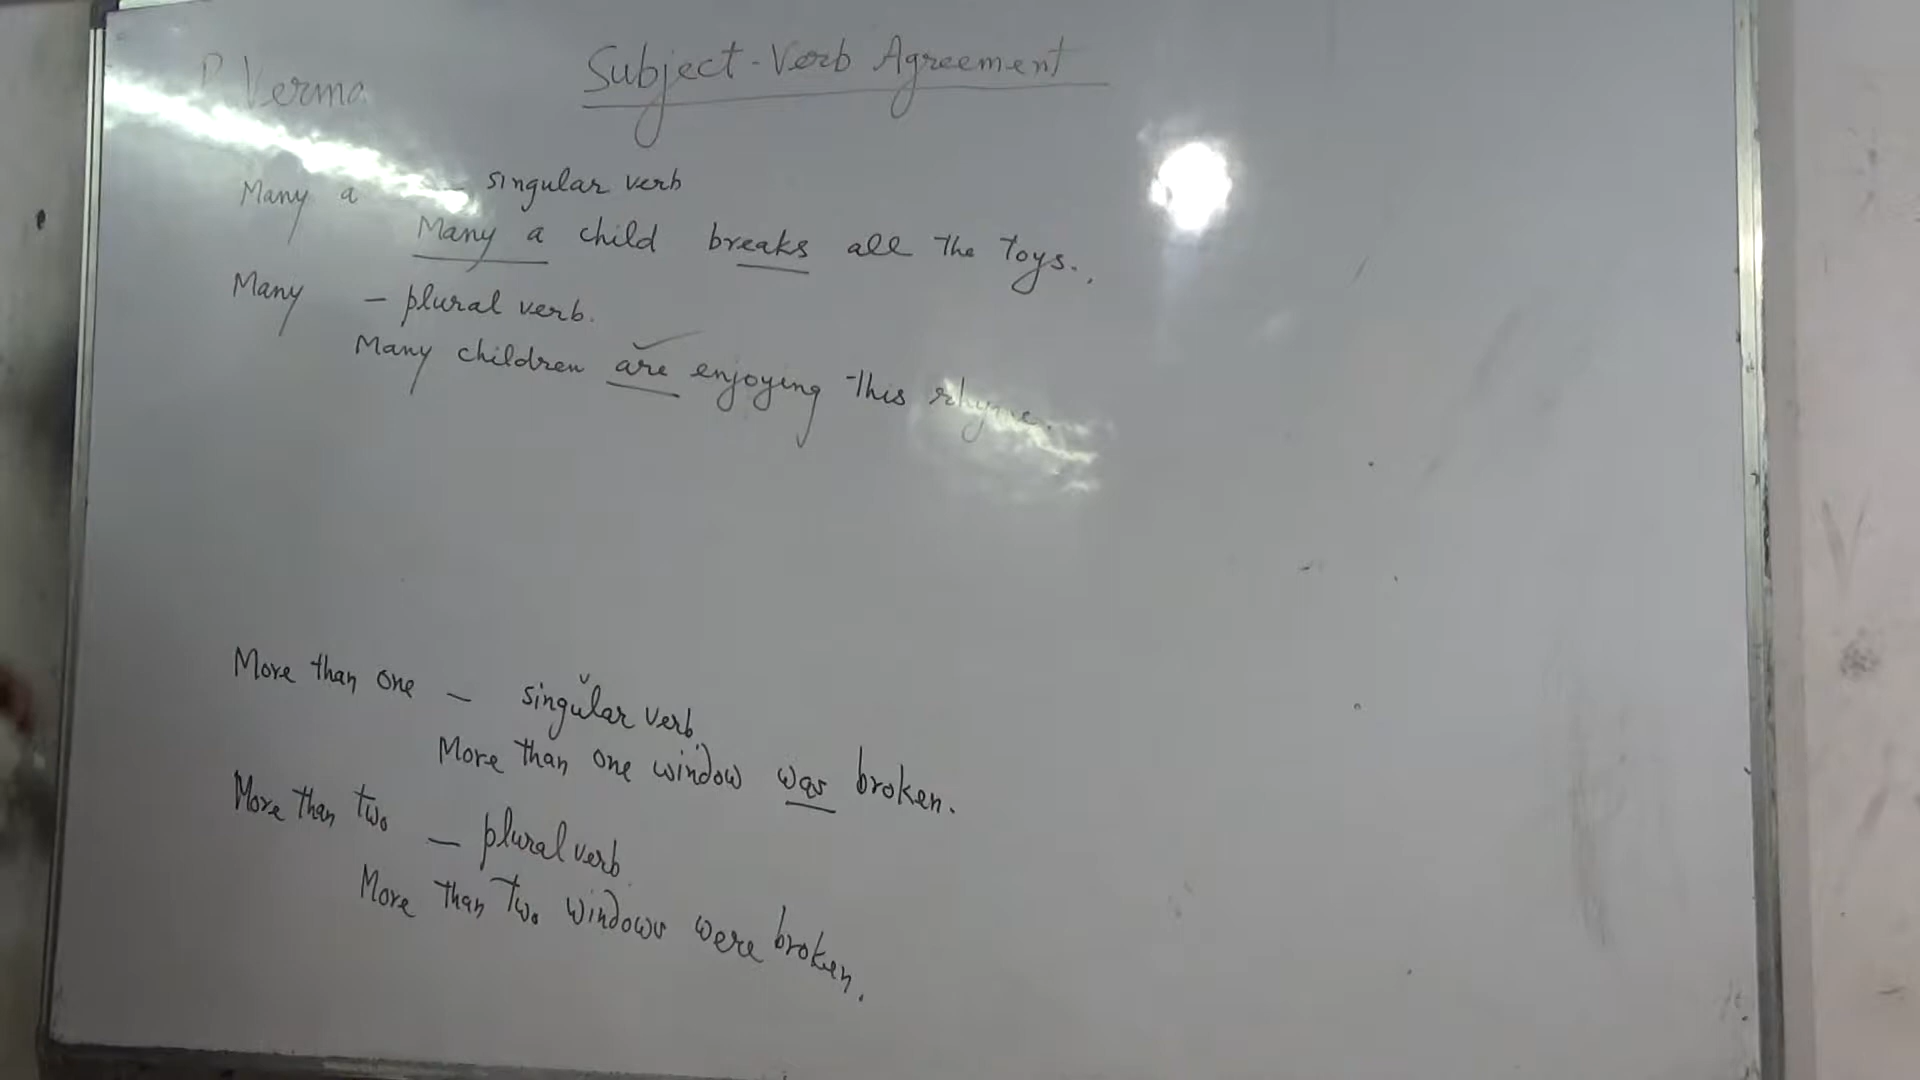 Subject-Verb Agreement
P. Verma
Many a – singular verb
Many a child breaks all the toys.
Many – plural verb.
Many children are enjoying this rhyme.
More than one – singular verb.
More than one window was broken.
More than two – plural verb.
More than two windows were broken.